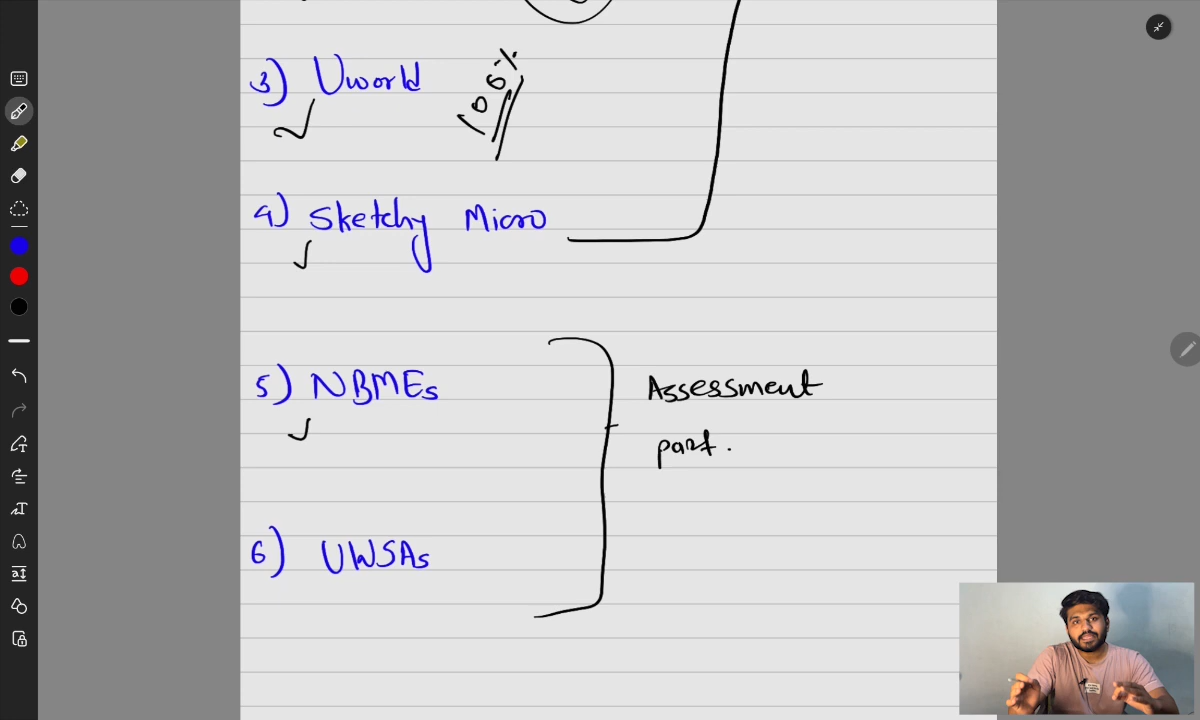 3) Uworld
100%
4) Sketchy Micro
5) NBMEs
Assessment
part.
6) UWSAs